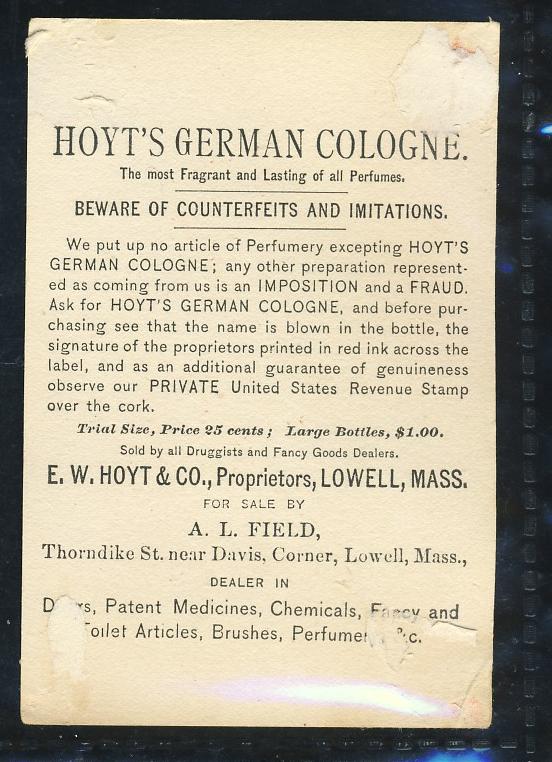 HOYT'S GERMAN COLOGNE.
The most Fragrant and Lasting of all Perfumes.
BEWARE OF COUNTERFEITS AND IMITATIONS.
We put up no article of Perfumery excepting HOYT'S
GERMAN COLOGNE; any other preparation represent-
ed as coming from us is an IMPOSITION and a FRAUD.
Ask for HOYT'S GERMAN COLOGNE, and before pur-
chasing see that the name is blown in the bottle, the
signature of the proprietors printed in red ink across the
label, and as an additional guarantee of genuineness
observe our PRIVATE United States Revenue Stamp
over the cork.
Trial Size, Price 25 cents; Large Bottles, $1.00.
Sold by all Druggists and Fancy Goods Dealers.
E. W. HOYT & CO., Proprietors, LOWELL, MASS.
FOR SALE BY
A. L. FIELD,
Thorndike St. near Davis, Corner, Lowell, Mass.,
DEALER IN
Patent Medicines, Chemicals, Fancy and
Toilet Articles, Brushes,